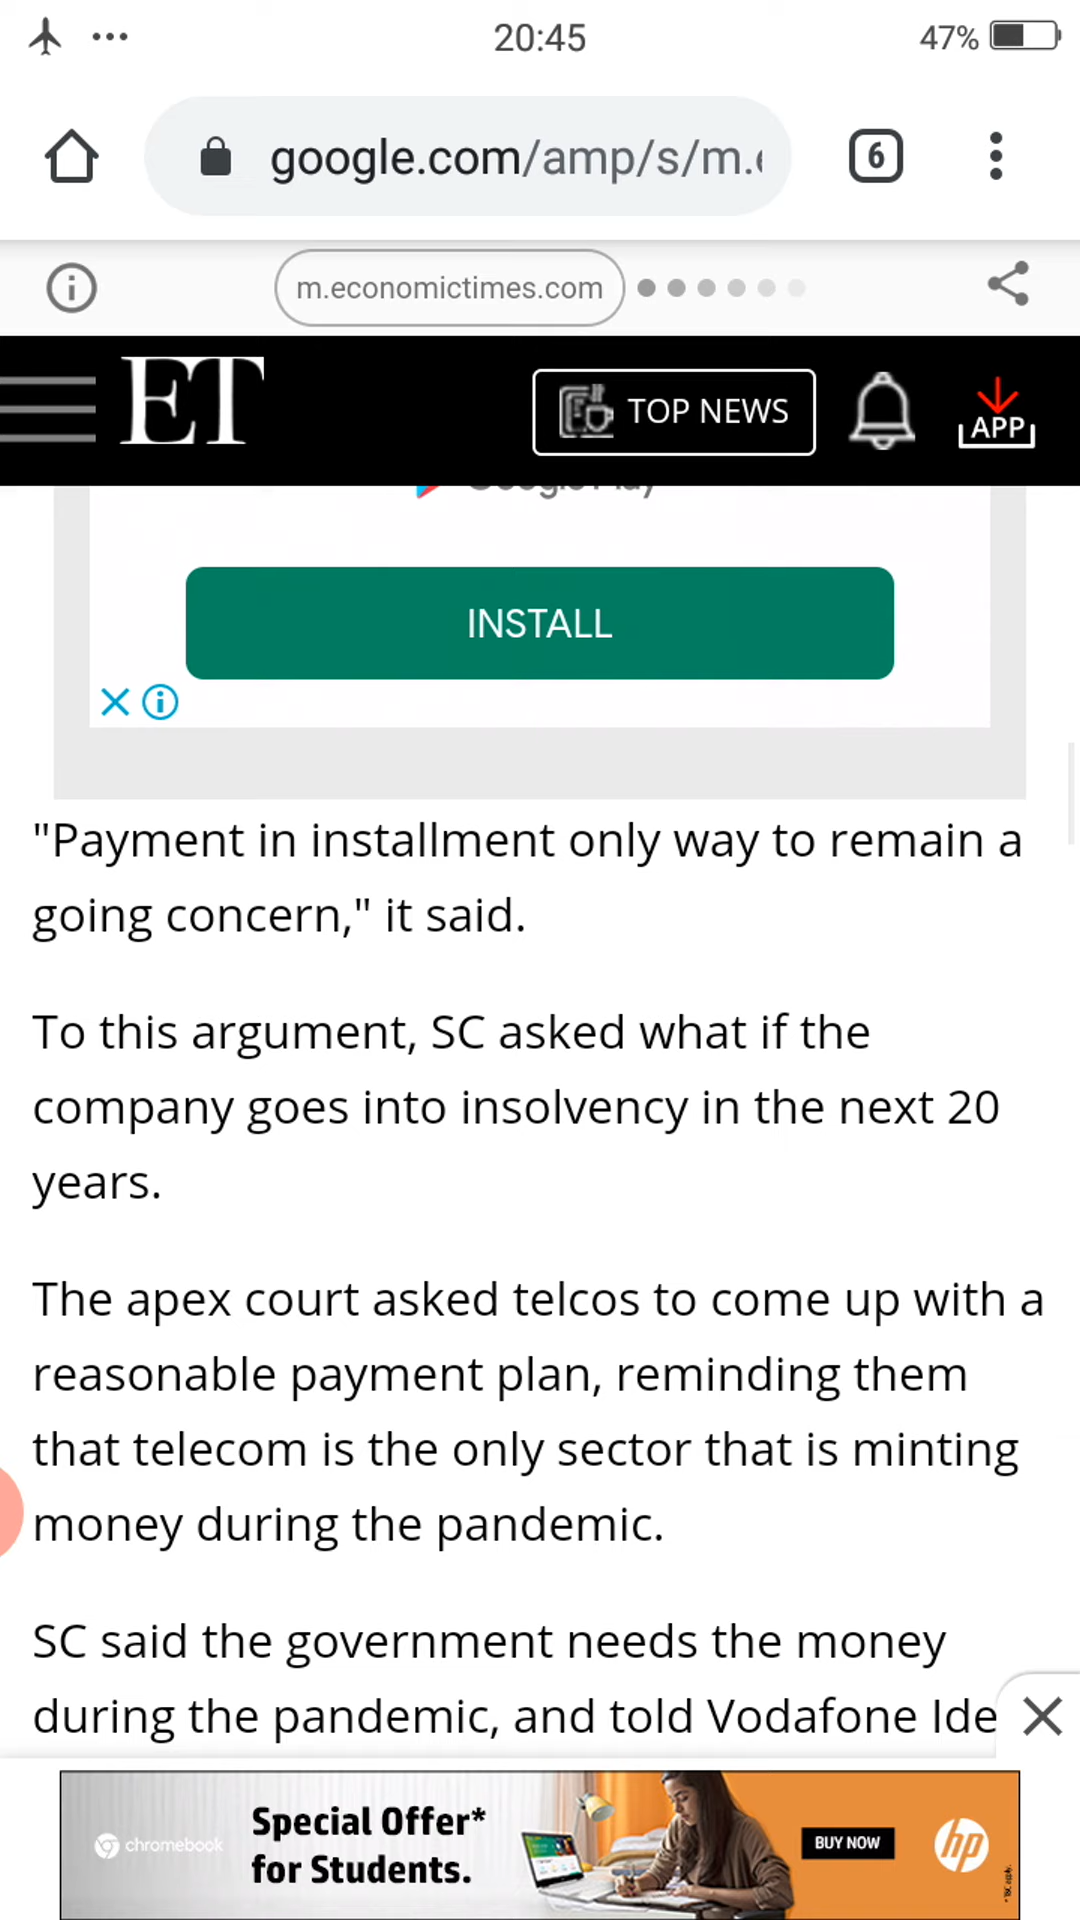 20:45
47%
google.com/amp/s/m.
6
m.economictimes.com
ET
TOP NEWS
APP
Google Play
INSTALL
"Payment in installment only way to remain a
going concern," it said.
To this argument, SC asked what if the
company goes into insolvency in the next 20
years.
The apex court asked telcos to come up with a
reasonable payment plan, reminding them
that telecom is the only sector that is minting
money during the pandemic.
SC said the government needs the money
during the pandemic, and told Vodafone Ide
chromebook
Special Offer*
for Students.
BUY NOW
hp